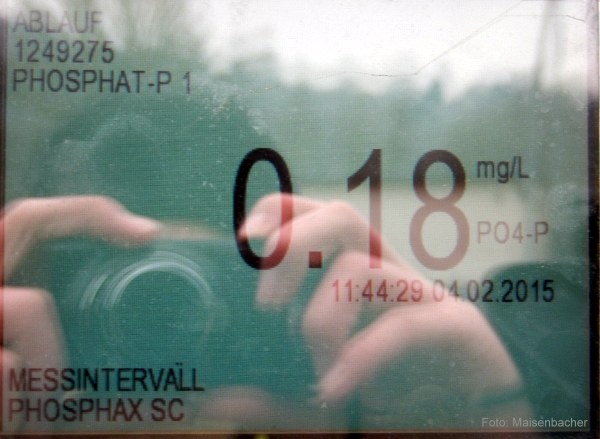 ABLAUF
1249275
PHOSPHAT-P 1
0.18 mg/L
PO4-P
11:44:29 04.02.2015
MESSINTERVALL
PHOSPHAX SC
Foto: Maisenbacher